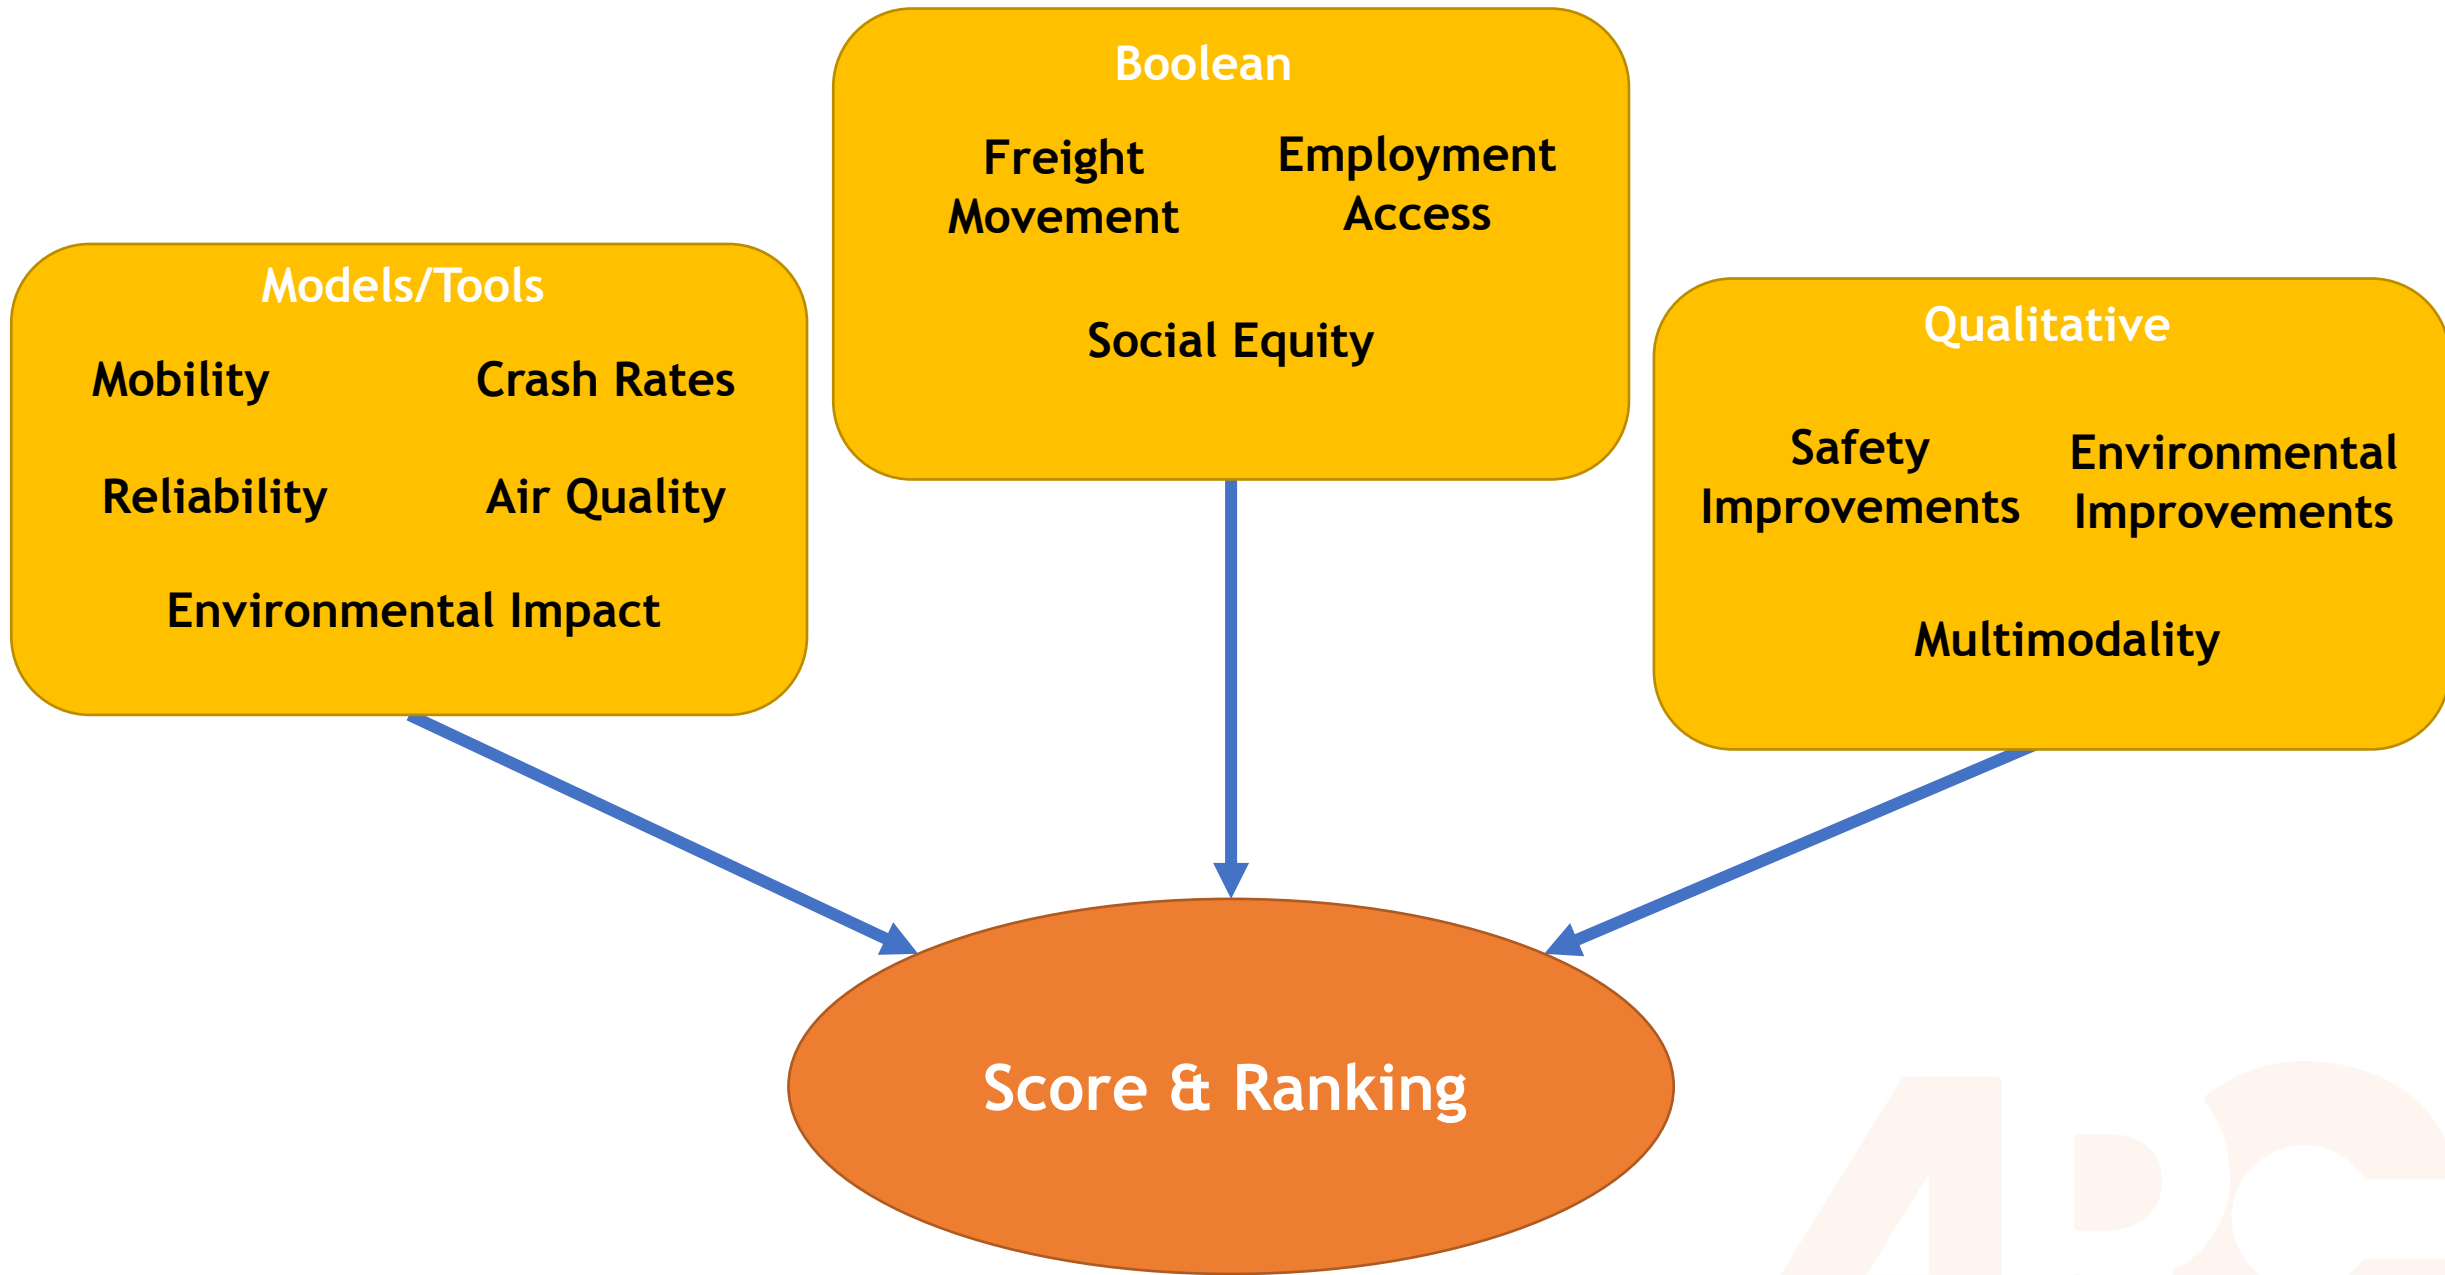 Boolean
Freight
Movement
Employment
Access
Social Equity
Models/Tools
Mobility
Crash Rates
Reliability
Air Quality
Environmental Impact
Qualitative
Safety
Improvements
Environmental
Improvements
Multimodality
Score & Ranking
ARC